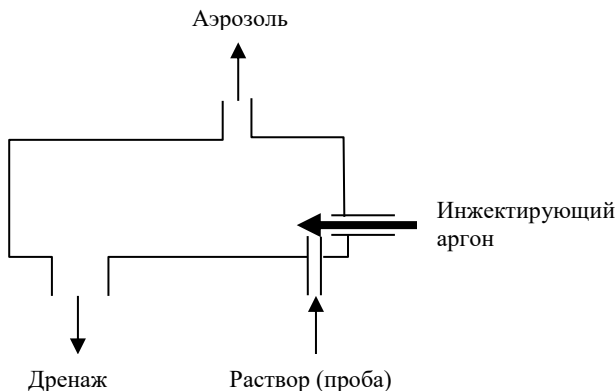 Аэрозоль
Инжектирующий
аргон
Дренаж
Раствор (проба)